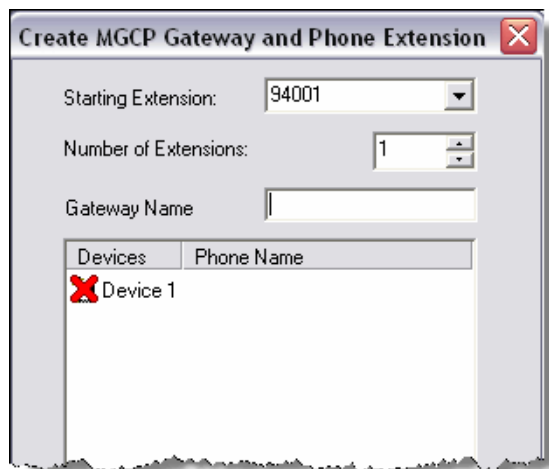 Create MGCP Gateway and Phone Extension
Starting Extension: 94001
Number of Extensions: 1
Gateway Name
Devices Phone Name
Device 1